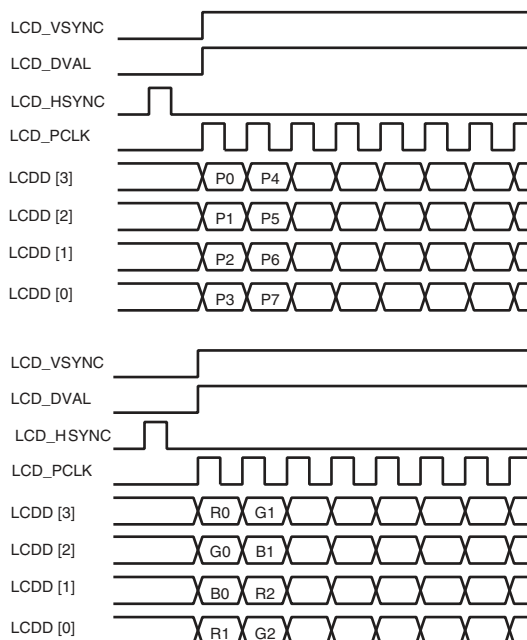 LCD_VSYNC
LCD_DVAL
LCD_HSYNC
LCD_PCLK
LCDD [3] P0 P4
LCDD [2] P1 P5
LCDD [1] P2 P6
LCDD [0] P3 P7
LCD_VSYNC
LCD_DVAL
LCD_HSYNC
LCD_PCLK
LCDD [3] R0 G1
LCDD [2] G0 B1
LCDD [1] B0 R2
LCDD [0] R1 G2